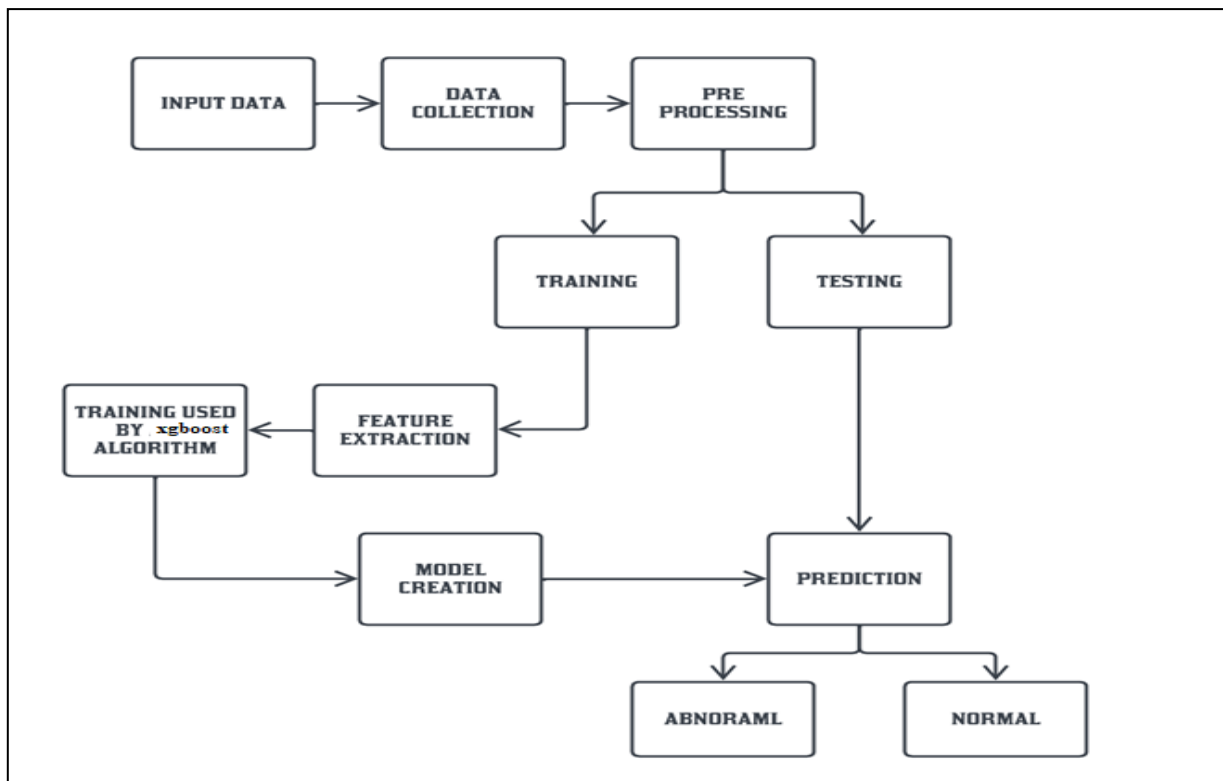 INPUT DATA
DATA
COLLECTION
PRE
PROCESSING
TRAINING
TESTING
TRAINING USED
BY xgboost
ALGORITHM
FEATURE
EXTRACTION
MODEL
CREATION
PREDICTION
ABNORAML
NORMAL